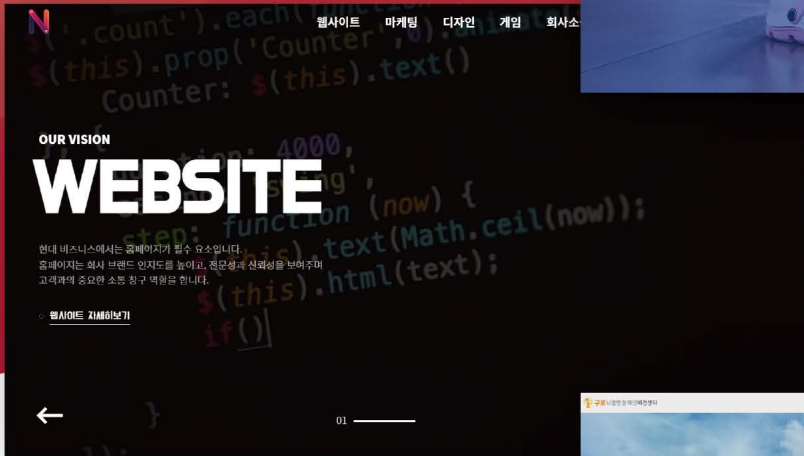 N
웹사이트 마케팅 디자인 게임 회사소
$('.count').each(function
$(this).prop('Counter',0).animate
Counter: $(this).text()
}, {
4000,
OUR VISION
WEBSITE
swing',
step: function (now) {
$(this).text(Math.ceil(now));
$(this).html(text);
if()
현대 비즈니스에서는 홈페이지가 필수 요소입니다.
홈페이지는 회사 브랜드 인지도를 높이고, 전문성과 신뢰성을 보여주며
고객과의 중요한 소통 창구 역할을 합니다.
웹사이트 자세히보기
}
01
});
구로